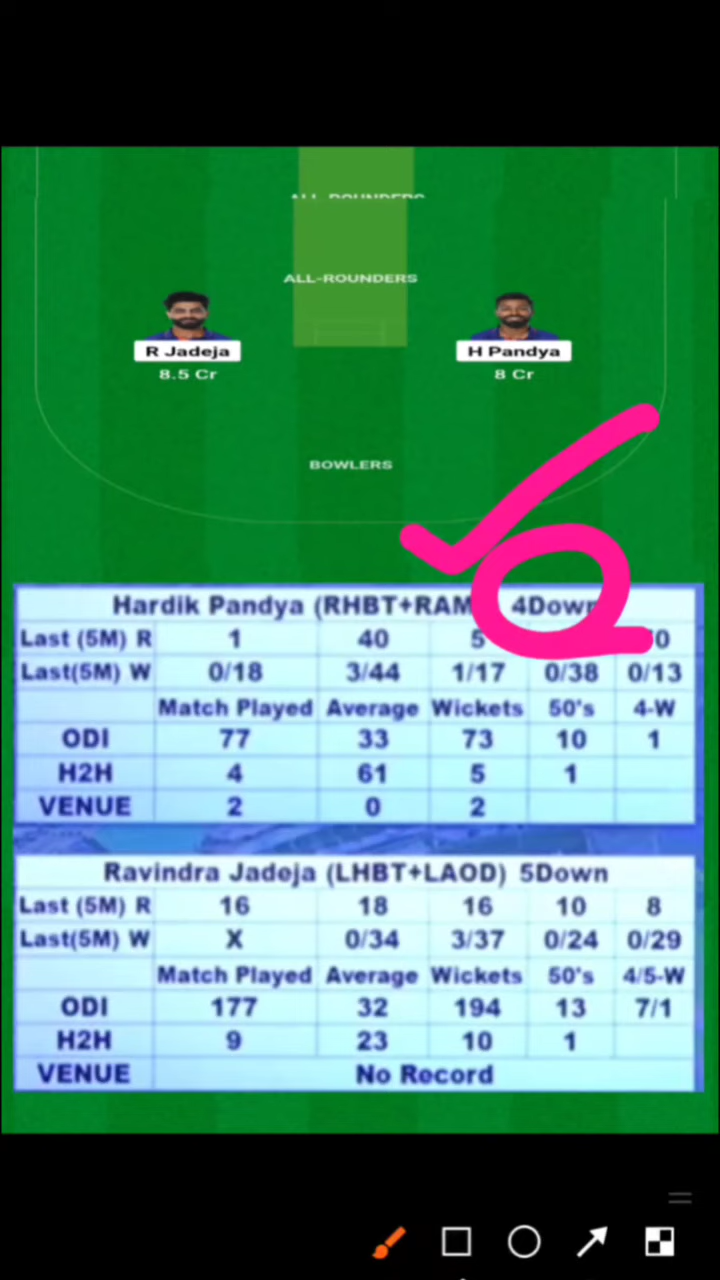 ALL-ROUNDERS
ALL-ROUNDERS
R Jadeja H Pandya
8.5 Cr 8 Cr
BOWLERS
Hardik Pandya (RHBT+RAM 4Down
Last (5M) R 1 40 5 0
Last(5M) W 0/18 3/44 1/17 0/38 0/13
Match Played Average Wickets 50's 4-W
ODI 77 33 73 10 1
H2H 4 61 5 1
VENUE 2 0 2
Ravindra Jadeja (LHBT+LAOD) 5Down
Last (5M) R 16 18 16 10 8
Last(5M) W X 0/34 3/37 0/24 0/29
Match Played Average Wickets 50's 4/5-W
ODI 177 32 194 13 7/1
H2H 9 23 10 1
VENUE No Record